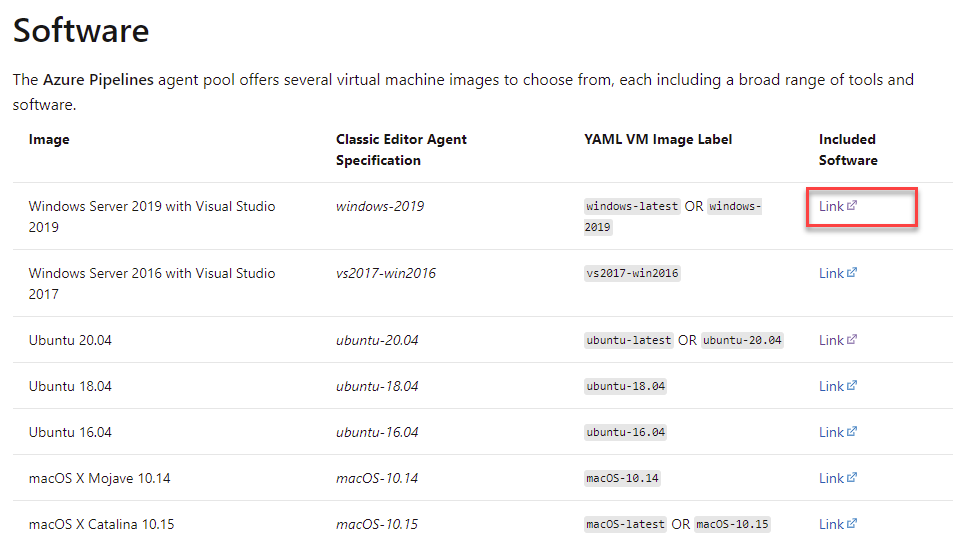 Software
The Azure Pipelines agent pool offers several virtual machine images to choose from, each including a broad range of tools and
software.
Image
Classic Editor Agent
Specification
YAML VM Image Label
Included
Software
Windows Server 2019 with Visual Studio
2019
windows-2019
windows-latest OR windows-
2019
Link
Windows Server 2016 with Visual Studio
2017
vs2017-win2016
vs2017-win2016
Link
Ubuntu 20.04
ubuntu-20.04
ubuntu-latest OR ubuntu-20.04
Link
Ubuntu 18.04
ubuntu-18.04
ubuntu-18.04
Link
Ubuntu 16.04
ubuntu-16.04
ubuntu-16.04
Link
macOS X Mojave 10.14
macOS-10.14
macOS-10.14
Link
macOS X Catalina 10.15
macOS-10.15
macOS-latest OR macOS-10.15
Link